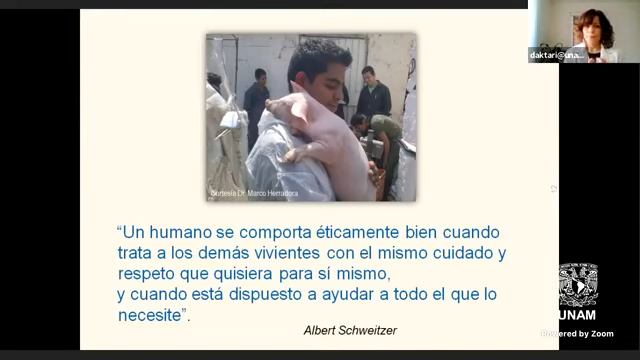 daktari@una...
Cortesía Dr. Marco Herradora
“Un humano se comporta éticamente bien cuando
trata a los demás vivientes con el mismo cuidado y
respeto que quisiera para sí mismo,
y cuando está dispuesto a ayudar a todo el que lo
necesite”.
Albert Schweitzer
UNAM
Powered by Zoom